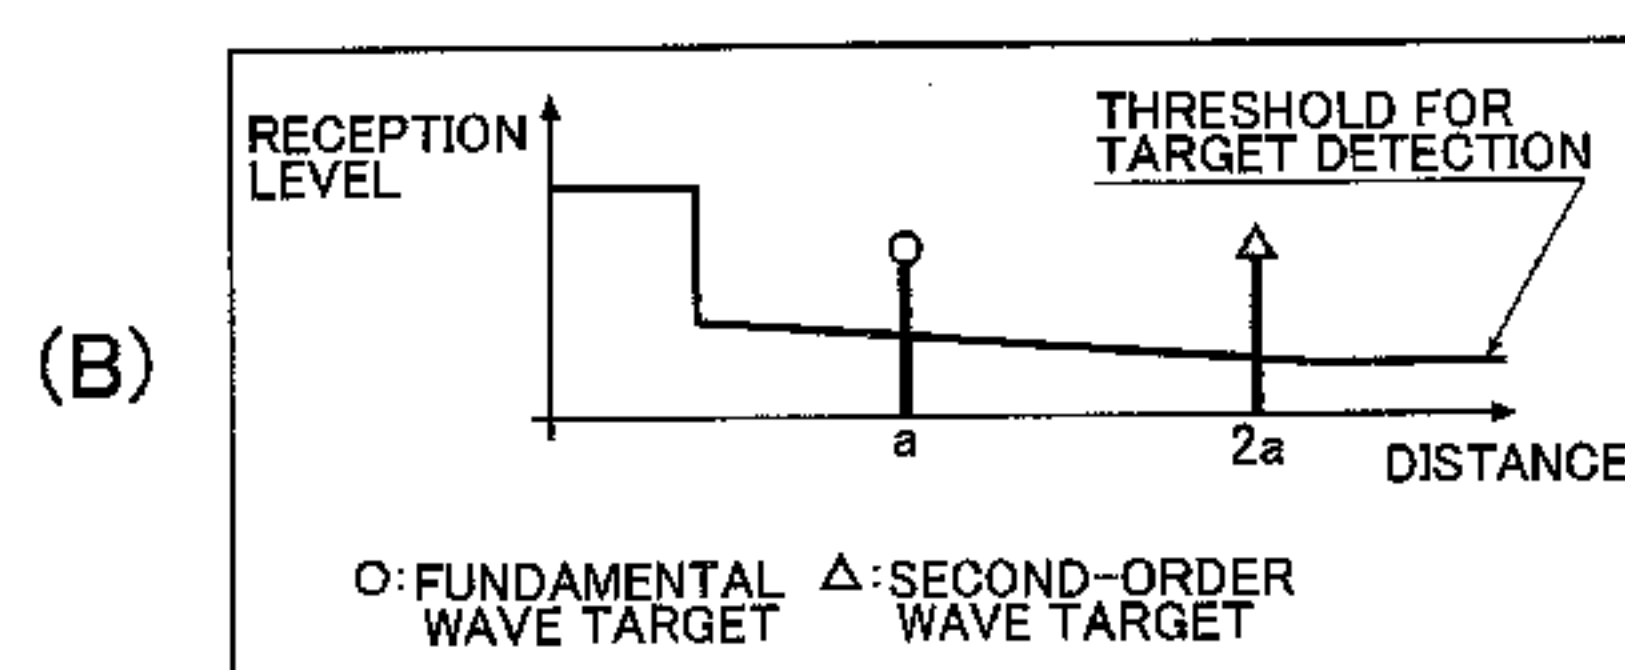 RECEPTION
LEVEL
THRESHOLD FOR
TARGET DETECTION
(B)
a
2a
DISTANCE
○:FUNDAMENTAL
WAVE TARGET
△:SECOND-ORDER
WAVE TARGET